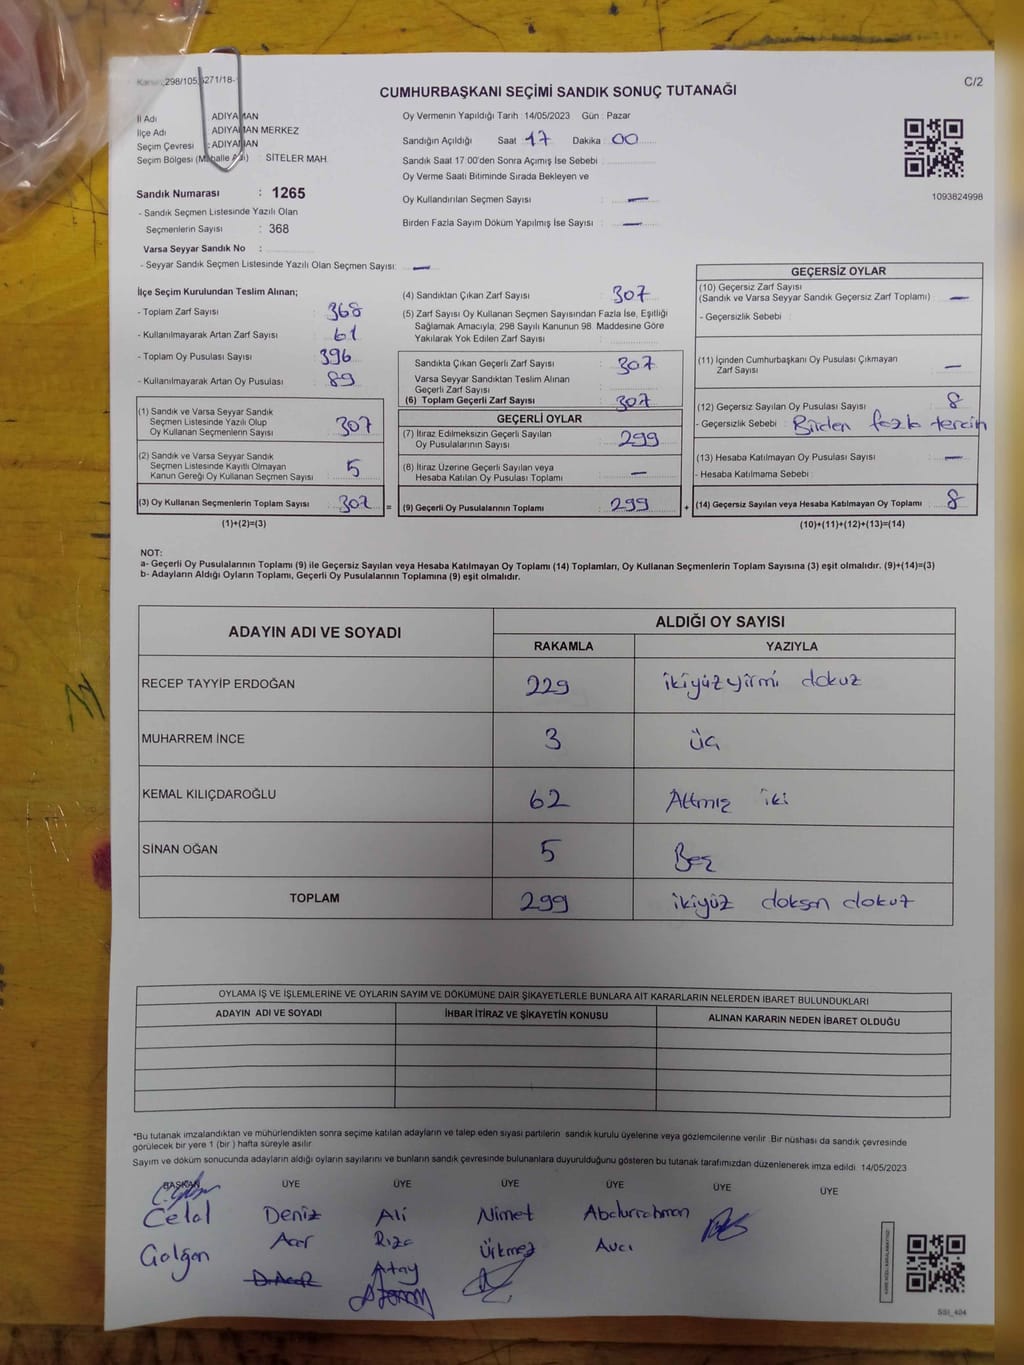 Kanun 298/105,271/18-
C/2
CUMHURBAŞKANI SEÇİMİ SANDIK SONUÇ TUTANAĞI
İl Adı ADIYAMAN
İlçe Adı ADIYAMAN MERKEZ
Seçim Çevresi : ADIYAMAN
Seçim Bölgesi (Mahalle Adı) : SİTELER MAH.
Sandık Numarası : 1265
- Sandık Seçmen Listesinde Yazılı Olan
Seçmenlerin Sayısı : 368
Varsa Seyyar Sandık No :
- Seyyar Sandık Seçmen Listesinde Yazılı Olan Seçmen Sayısı: —
Oy Vermenin Yapıldığı Tarih : 14/05/2023 Gün : Pazar
Sandığın Açıldığı Saat 17 Dakika 00
Sandık Saat 17 00'den Sonra Açımış İse Sebebi
Oy Verme Saati Bitiminde Sırada Bekleyen ve
Oy Kullandırılan Seçmen Sayısı : —
Birden Fazla Sayım Döküm Yapılmış İse Sayısı : —
1093824998
İlçe Seçim Kurulundan Teslim Alınan;
- Toplam Zarf Sayısı : 368
- Kullanılmayarak Artan Zarf Sayısı : 61
- Toplam Oy Pusulası Sayısı : 396
- Kullanılmayarak Artan Oy Pusulası : 89
(1) Sandık ve Varsa Seyyar Sandık
Seçmen Listesinde Yazılı Olup
Oy Kullanan Seçmenlerin Sayısı : 307
(2) Sandık ve Varsa Seyyar Sandık
Seçmen Listesinde Kayıtlı Olmayan
Kanun Gereği Oy Kullanan Seçmen Sayısı : 5
(3) Oy Kullanan Seçmenlerin Toplam Sayısı : 307 =
(1)+(2)=(3)
(4) Sandıktan Çıkan Zarf Sayısı : 307
(5) Zarf Sayısı Oy Kullanan Seçmen Sayısından Fazla İse, Eşitliği
Sağlamak Amacıyla, 298 Sayılı Kanunun 98. Maddesine Göre
Yakılarak Yok Edilen Zarf Sayısı :
Sandıkta Çıkan Geçerli Zarf Sayısı : 307
Varsa Seyyar Sandıktan Teslim Alınan
Geçerli Zarf Sayısı :
(6) Toplam Geçerli Zarf Sayısı : 307
GEÇERLİ OYLAR
(7) İtiraz Edilmeksizin Geçerli Sayılan
Oy Pusulalarının Sayısı : 299
(8) İtiraz Üzerine Geçerli Sayılan veya
Hesaba Katılan Oy Pusulası Toplamı : —
(9) Geçerli Oy Pusulalarının Toplamı : 299 +
GEÇERSİZ OYLAR
(10) Geçersiz Zarf Sayısı
(Sandık ve Varsa Seyyar Sandık Geçersiz Zarf Toplamı) : —
- Geçersizlik Sebebi :
(11) İçinden Cumhurbaşkanı Oy Pusulası Çıkmayan
Zarf Sayısı : —
(12) Geçersiz Sayılan Oy Pusulası Sayısı : 8
- Geçersizlik Sebebi : Birden fazla tercih
(13) Hesaba Katılmayan Oy Pusulası Sayısı : —
- Hesaba Katılmama Sebebi :
(14) Geçersiz Sayılan veya Hesaba Katılmayan Oy Toplamı : 8
(10)+(11)+(12)+(13)=(14)
NOT:
a- Geçerli Oy Pusulalarının Toplamı (9) ile Geçersiz Sayılan veya Hesaba Katılmayan Oy Toplamı (14) Toplamları, Oy Kullanan Seçmenlerin Toplam Sayısına (3) eşit olmalıdır. (9)+(14)=(3)
b- Adayların Aldığı Oyların Toplamı, Geçerli Oy Pusulalarının Toplamına (9) eşit olmalıdır.
ADAYIN ADI VE SOYADI ALDIĞI OY SAYISI
RAKAMLA YAZIYLA
RECEP TAYYİP ERDOĞAN 229 ikiyüzyirmi dokuz
MUHARREM İNCE 3 üç
KEMAL KILIÇDAROĞLU 62 Altmış iki
SİNAN OĞAN 5 Beş
TOPLAM 299 ikiyüz doksan dokuz
OYLAMA İŞ VE İŞLEMLERİNE VE OYLARIN SAYIM VE DÖKÜMÜNE DAİR ŞİKAYETLERLE BUNLARA AİT KARARLARIN NELERDEN İBARET BULUNDUKLARI
ADAYIN ADI VE SOYADI İHBAR İTİRAZ VE ŞİKAYETİN KONUSU ALINAN KARARIN NEDEN İBARET OLDUĞU
*Bu tutanak imzalandıktan ve mühürlendikten sonra seçime katılan adayların ve talep eden siyasi partilerin sandık kurulu üyelerine veya gözlemcilerine verilir. Bir nüshası da sandık çevresinde
görülecek bir yere 1 (bir ) hafta süreyle asılır.
Sayım ve döküm sonucunda adayların aldığı oyların sayılarını ve bunların sandık çevresinde bulunanlara duyurulduğunu gösteren bu tutanak tarafımızdan düzenlenerek imza edildi. 14/05/2023
BAŞKAN ÜYE ÜYE ÜYE ÜYE ÜYE ÜYE
Celal Deniz Ali Nimet Abdurrahman
Golgon Acar Rıza Ürkmez Avcı
D.Acar Atay
SSI_404